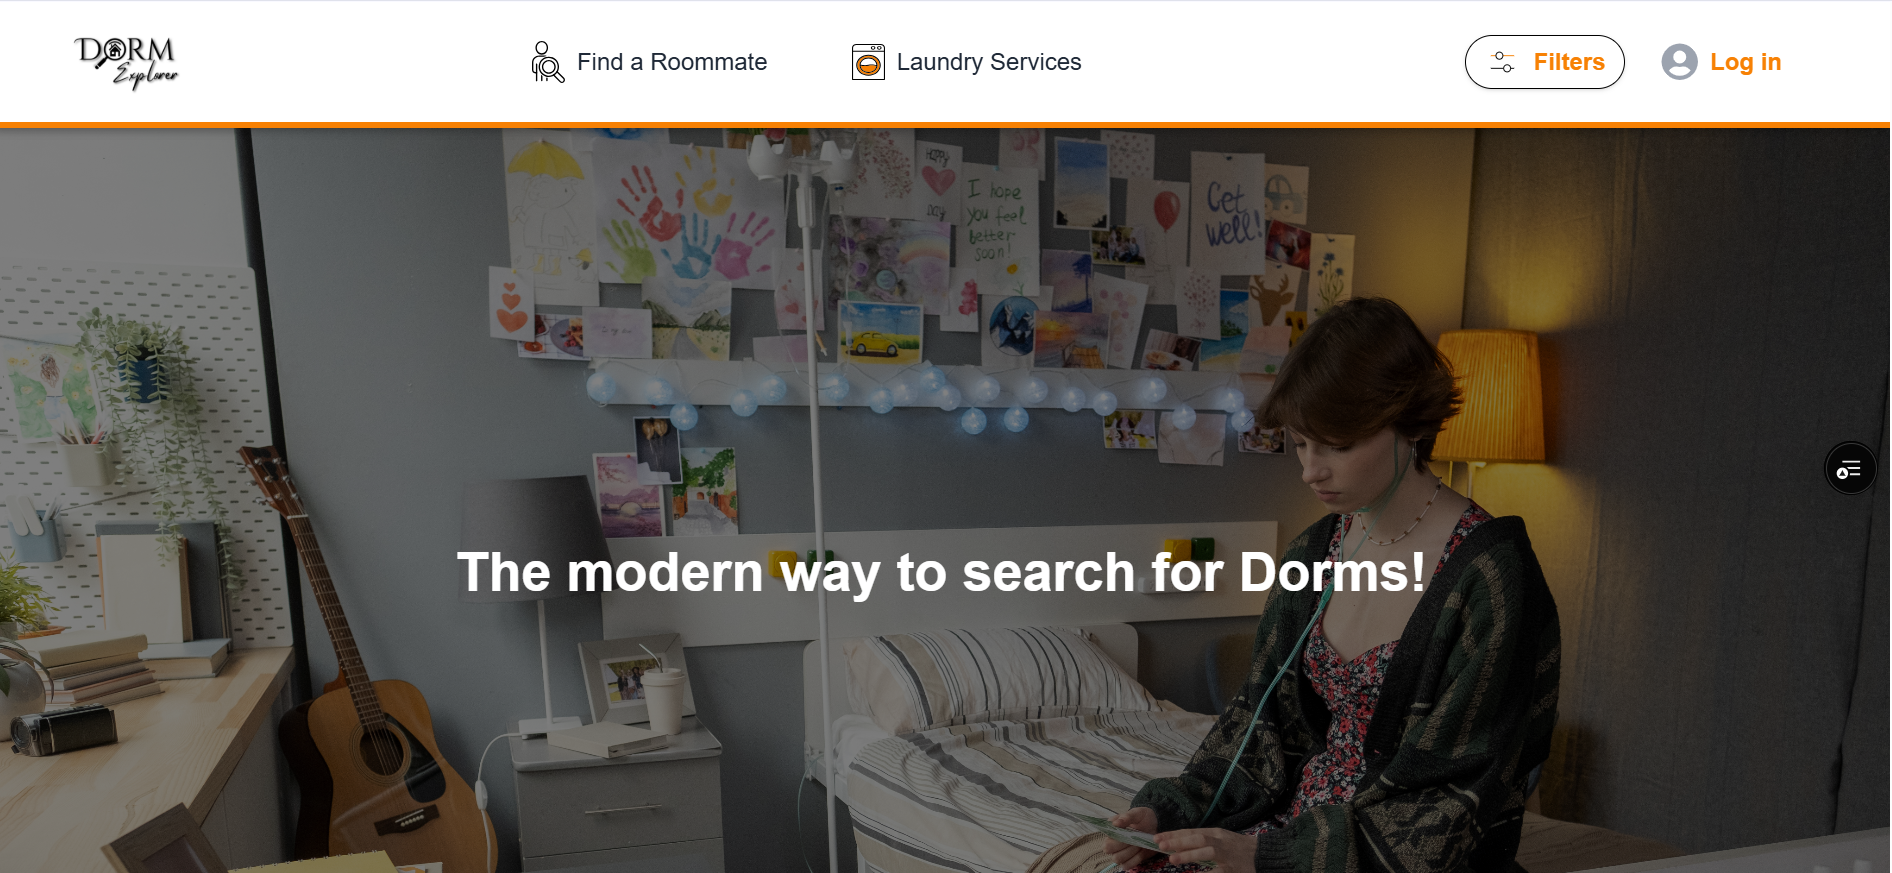 DORM
Explorer
Find a Roommate
Laundry Services
Filters
Log in
HAPPY
DAY
I hope
you feel
better
soon!
Get
well!
The modern way to search for Dorms!